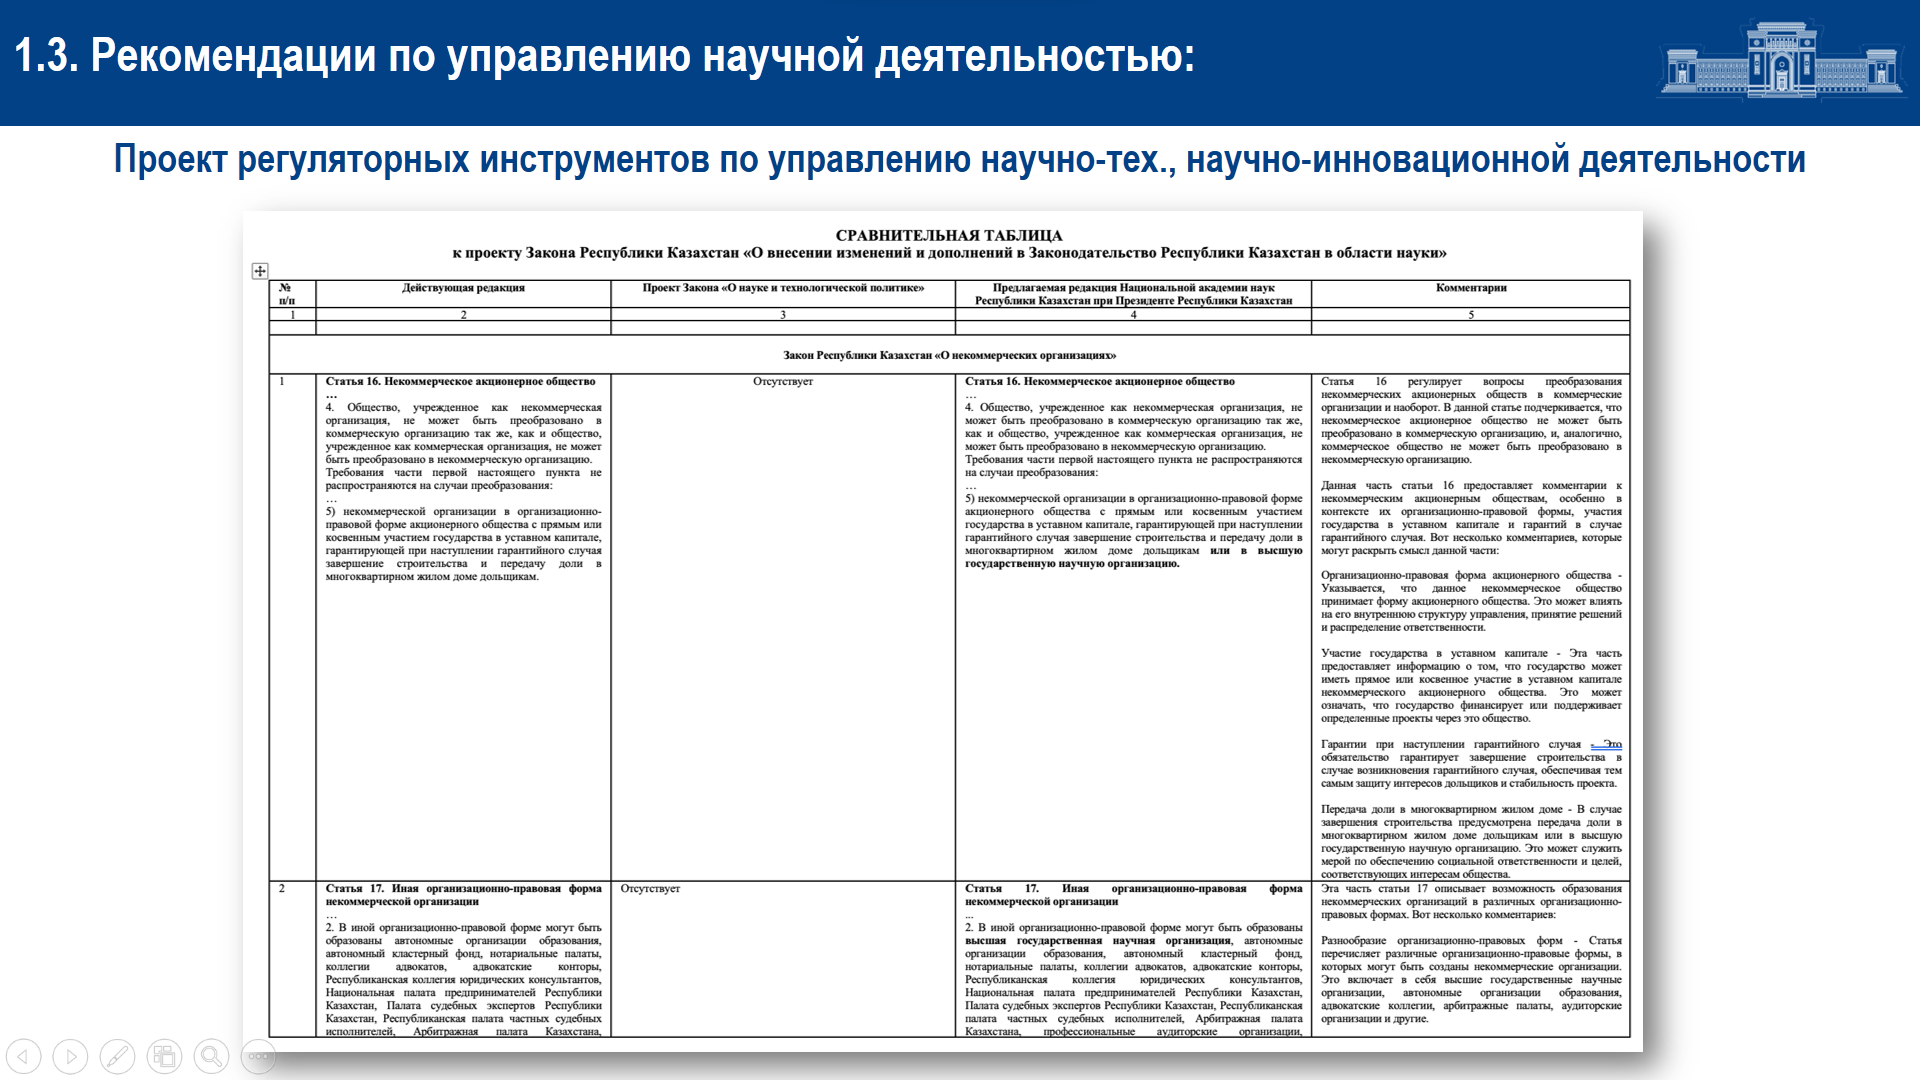 1.3. Рекомендации по управлению научной деятельностью:
Проект регуляторных инструментов по управлению научно-тех., научно-инновационной деятельности
СРАВНИТЕЛЬНАЯ ТАБЛИЦА
к проекту Закона Республики Казахстан «О внесении изменений и дополнений в Законодательство Республики Казахстан в области науки»
№
п/п
Действующая редакция
Проект Закона «О науке и технологической политике»
Предлагаемая редакция Национальной академии наук
Республики Казахстан при Президенте Республики Казахстан
Комментарии
1
2
3
4
5
Закон Республики Казахстан «О некоммерческих организациях»
1
Статья 16. Некоммерческое акционерное общество
…
4. Общество, учрежденное как некоммерческая
организация, не может быть преобразовано в
коммерческую организацию так же, как и общество,
учрежденное как коммерческая организация, не может
быть преобразовано в некоммерческую организацию.
Требования части первой настоящего пункта не
распространяются на случаи преобразования:
…
5) некоммерческой организации в организационно-
правовой форме акционерного общества с прямым или
косвенным участием государства в уставном капитале,
гарантирующей при наступлении гарантийного случая
завершение строительства и передачу доли в
многоквартирном жилом доме дольщикам.
Отсутствует
Статья 16. Некоммерческое акционерное общество
…
4. Общество, учрежденное как некоммерческая организация, не
может быть преобразовано в коммерческую организацию так же,
как и общество, учрежденное как коммерческая организация, не
может быть преобразовано в некоммерческую организацию.
Требования части первой настоящего пункта не распространяются
на случаи преобразования:
…
5) некоммерческой организации в организационно-правовой форме
акционерного общества с прямым или косвенным участием
государства в уставном капитале, гарантирующей при наступлении
гарантийного случая завершение строительства и передачу доли в
многоквартирном жилом доме дольщикам или в высшую
государственную научную организацию.
Статья 16 регулирует вопросы преобразования
некоммерческих акционерных обществ в коммерческие
организации и наоборот. В данной статье подчеркивается, что
некоммерческое акционерное общество не может быть
преобразовано в коммерческую организацию, и, аналогично,
коммерческое общество не может быть преобразовано в
некоммерческую организацию.
Данная часть статьи 16 предоставляет комментарии к
некоммерческим акционерным обществам, особенно в
контексте их организационно-правовой формы, участия
государства в уставном капитале и гарантий в случае
гарантийного случая. Вот несколько комментариев, которые
могут раскрыть смысл данной части:
Организационно-правовая форма акционерного общества -
Указывается, что данное некоммерческое общество
принимает форму акционерного общества. Это может влиять
на его внутреннюю структуру управления, принятие решений
и распределение ответственности.
Участие государства в уставном капитале - Эта часть
предоставляет информацию о том, что государство может
иметь прямое или косвенное участие в уставном капитале
некоммерческого акционерного общества. Это может
означать, что государство финансирует или поддерживает
определенные проекты через это общество.
Гарантии при наступлении гарантийного случая - Это
обязательство гарантирует завершение строительства в
случае возникновения гарантийного случая, обеспечивая тем
самым защиту интересов дольщиков и стабильность проекта.
Передача доли в многоквартирном жилом доме - В случае
завершения строительства предусмотрена передача доли в
многоквартирном жилом доме дольщикам или в высшую
государственную научную организацию. Это может служить
мерой по обеспечению социальной ответственности и целей,
соответствующих интересам общества.
2
Статья 17. Иная организационно-правовая форма
некоммерческой организации
…
2. В иной организационно-правовой форме могут быть
образованы автономные организации образования,
автономный кластерный фонд, нотариальные палаты,
коллегии адвокатов, адвокатские конторы,
Республиканская коллегия юридических консультантов,
Национальная палата предпринимателей Республики
Казахстан, Палата судебных экспертов Республики
Казахстан, Республиканская палата частных судебных
исполнителей, Арбитражная палата Казахстана,
Отсутствует
Статья 17. Иная организационно-правовая форма
некоммерческой организации
...
2. В иной организационно-правовой форме могут быть образованы
высшая государственная научная организация, автономные
организации образования, автономный кластерный фонд,
нотариальные палаты, коллегии адвокатов, адвокатские конторы,
Республиканская коллегия юридических консультантов,
Национальная палата предпринимателей Республики Казахстан,
Палата судебных экспертов Республики Казахстан, Республиканская
палата частных судебных исполнителей, Арбитражная палата
Казахстана, профессиональные аудиторские организации,
Эта часть статьи 17 описывает возможность образования
некоммерческих организаций в различных организационно-
правовых формах. Вот несколько комментариев:
Разнообразие организационно-правовых форм - Статья
перечисляет различные организационно-правовые формы, в
которых могут быть созданы некоммерческие организации.
Это включает в себя высшие государственные научные
организации, автономные организации образования,
адвокатские коллегии, арбитражные палаты, аудиторские
организации и другие.